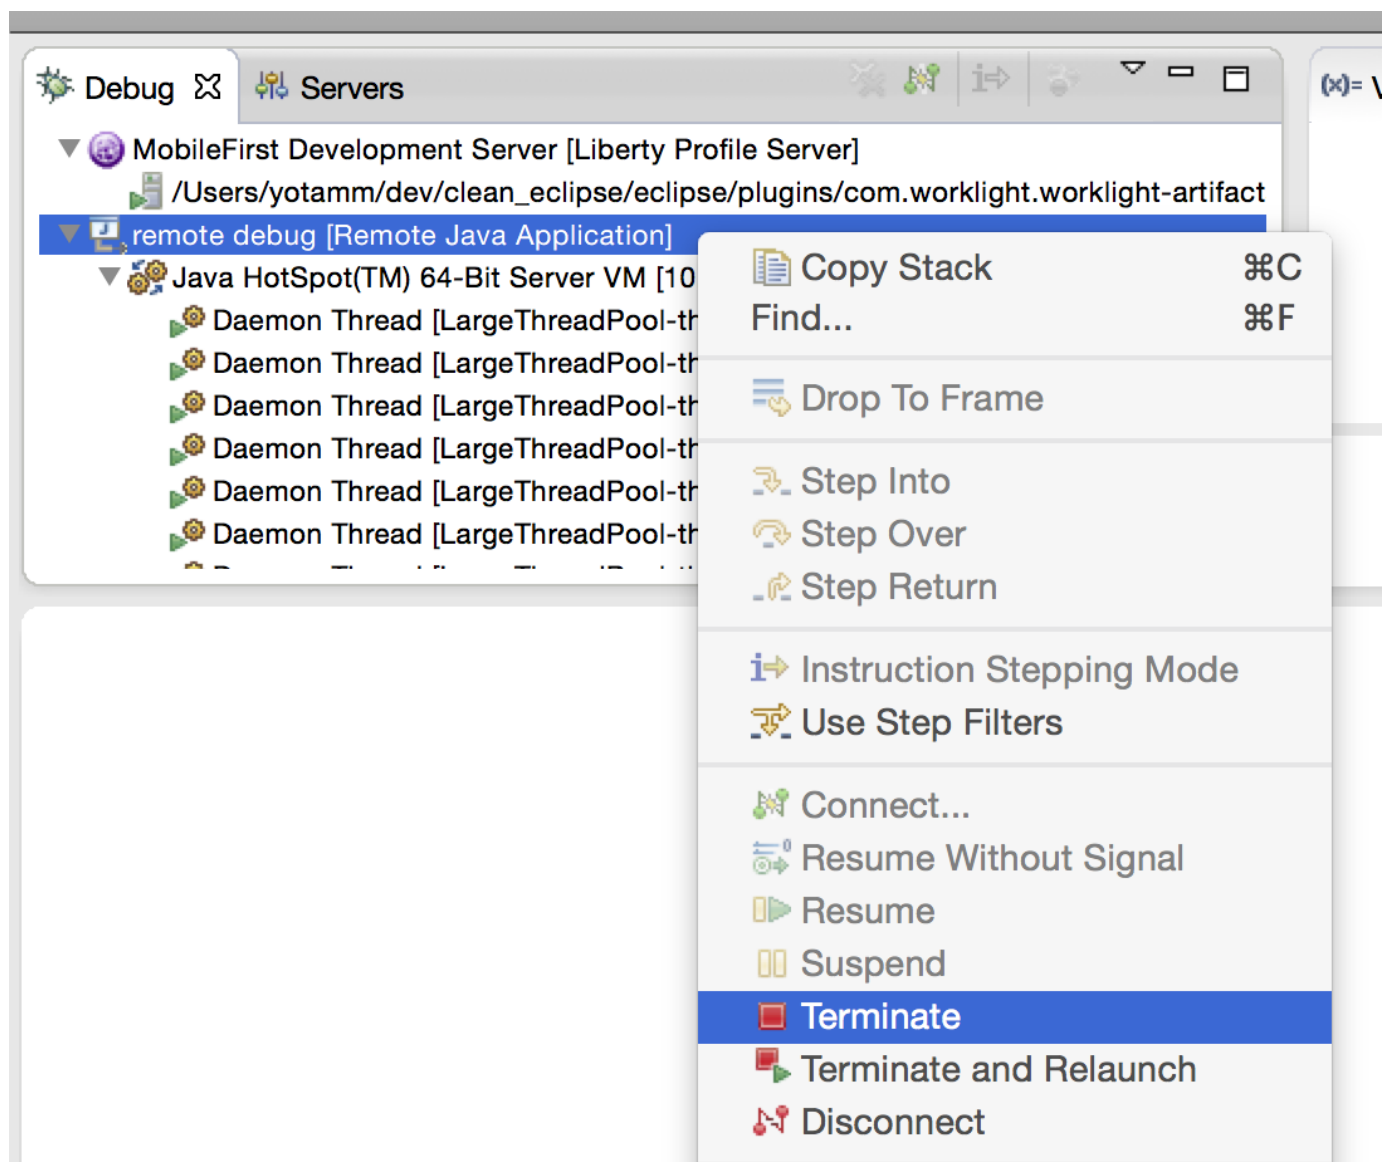 Debug Servers
(x)=
MobileFirst Development Server [Liberty Profile Server]
/Users/yotamm/dev/clean_eclipse/eclipse/plugins/com.worklight.worklight-artifact
remote debug [Remote Java Application]
Java HotSpot(TM) 64-Bit Server VM [10
Daemon Thread [LargeThreadPool-th
Daemon Thread [LargeThreadPool-th
Daemon Thread [LargeThreadPool-th
Daemon Thread [LargeThreadPool-th
Daemon Thread [LargeThreadPool-th
Daemon Thread [LargeThreadPool-th
Copy Stack ⌘C
Find... ⌘F
Drop To Frame
Step Into
Step Over
Step Return
Instruction Stepping Mode
Use Step Filters
Connect...
Resume Without Signal
Resume
Suspend
Terminate
Terminate and Relaunch
Disconnect